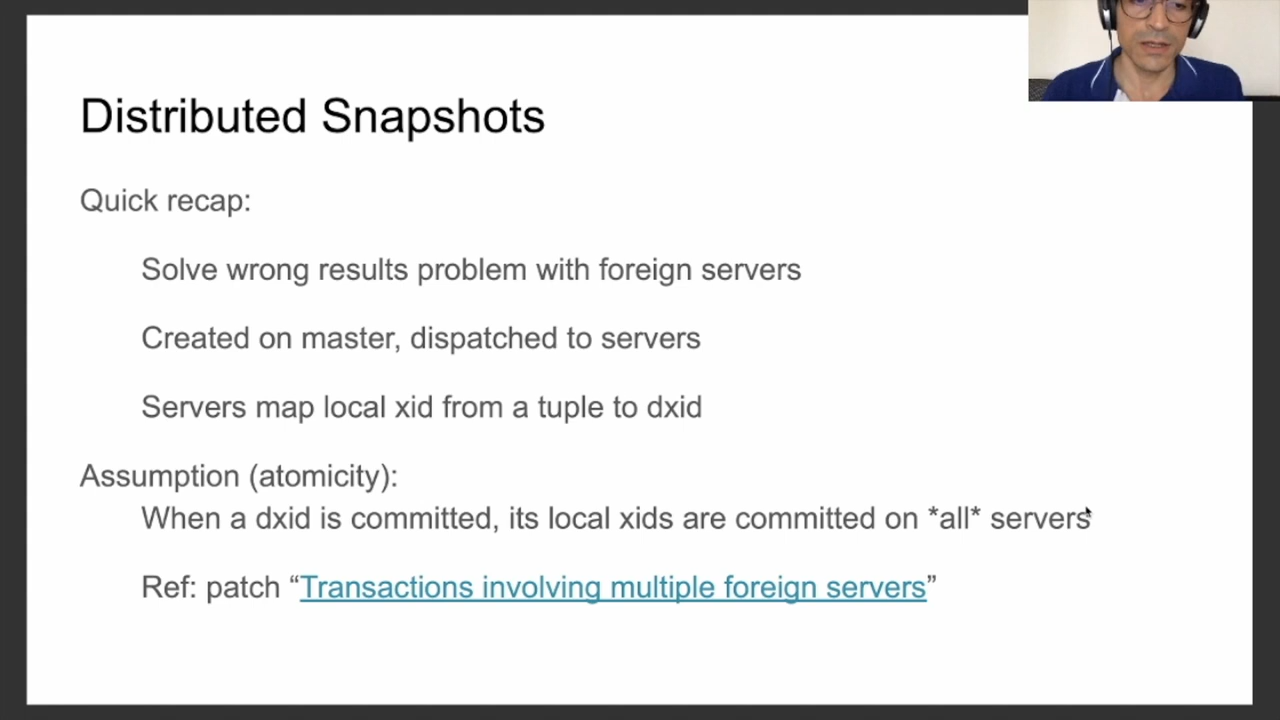 Distributed Snapshots
Quick recap:
Solve wrong results problem with foreign servers
Created on master, dispatched to servers
Servers map local xid from a tuple to dxid
Assumption (atomicity):
When a dxid is committed, its local xids are committed on *all* servers
Ref: patch “Transactions involving multiple foreign servers”